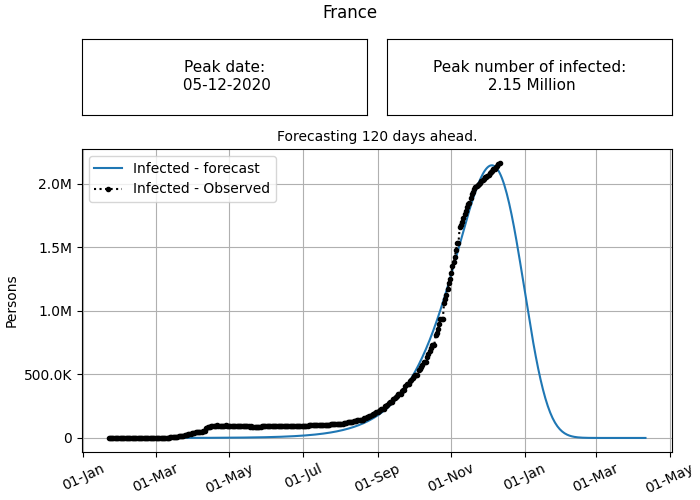 France
Peak date:
05-12-2020
Peak number of infected:
2.15 Million
Forecasting 120 days ahead.
Infected - forecast
Infected - Observed
Persons
2.0M
1.5M
1.0M
500.0K
0
01-Jan
01-Mar
01-May
01-Jul
01-Sep
01-Nov
01-Jan
01-Mar
01-May